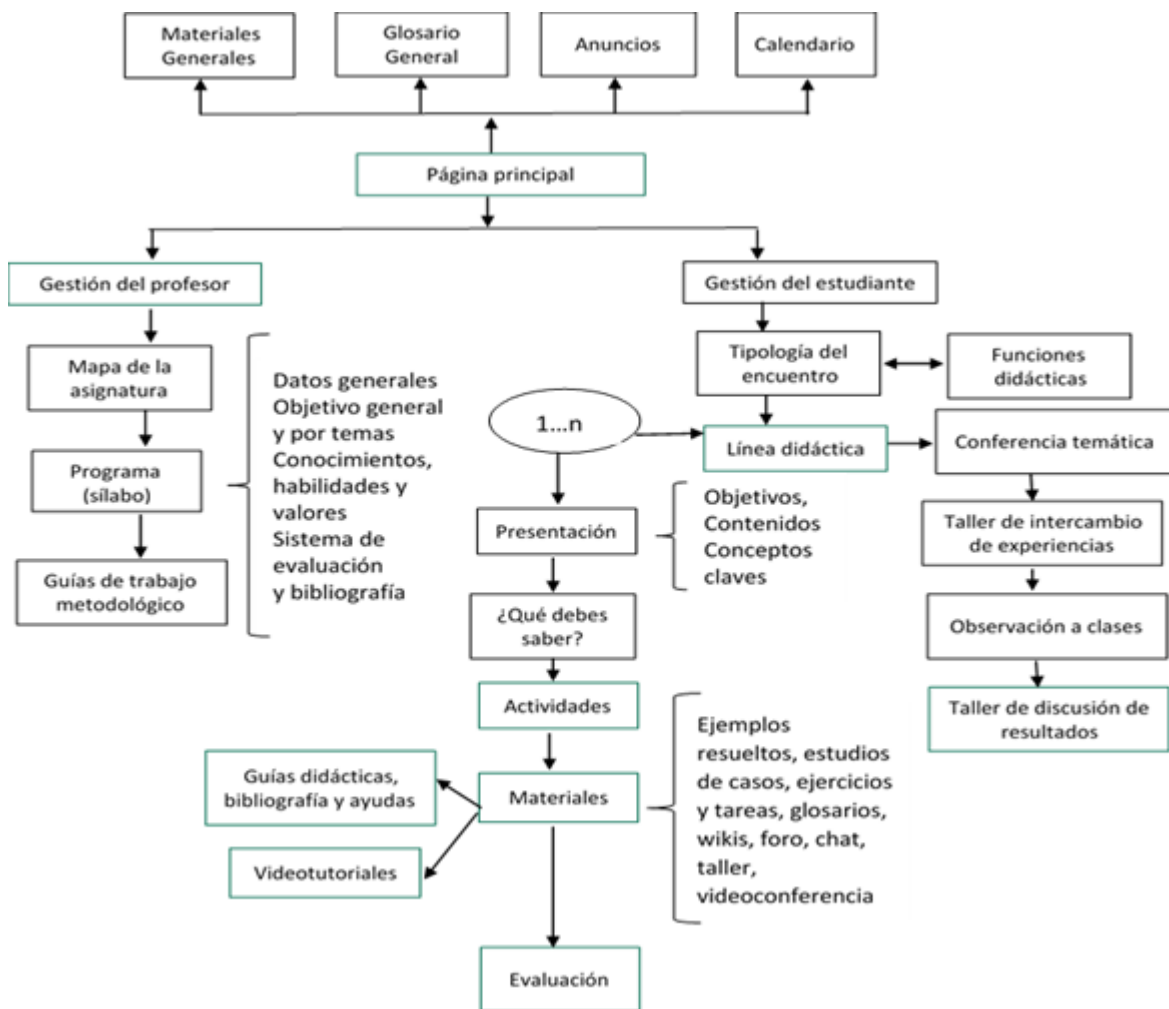 Materiales
Generales
Glosario
General
Anuncios
Calendario
Página principal
Gestión del profesor
Gestión del estudiante
Mapa de la
asignatura
Programa
(sílabo)
Guías de trabajo
metodológico
Datos generales
Objetivo general
y por temas
Conocimientos,
habilidades y
valores
Sistema de
evaluación
y bibliografía
Tipología del
encuentro
Funciones
didácticas
1...n
Línea didáctica
Conferencia temática
Presentación
Objetivos,
Contenidos
Conceptos
claves
Taller de intercambio
de experiencias
¿Qué debes
saber?
Observación a clases
Actividades
Taller de discusión de
resultados
Guías didácticas,
bibliografía y ayudas
Materiales
Videotutoriales
Ejemplos
resueltos, estudios
de casos, ejercicios
y tareas, glosarios,
wikis, foro, chat,
taller,
videoconferencia
Evaluación